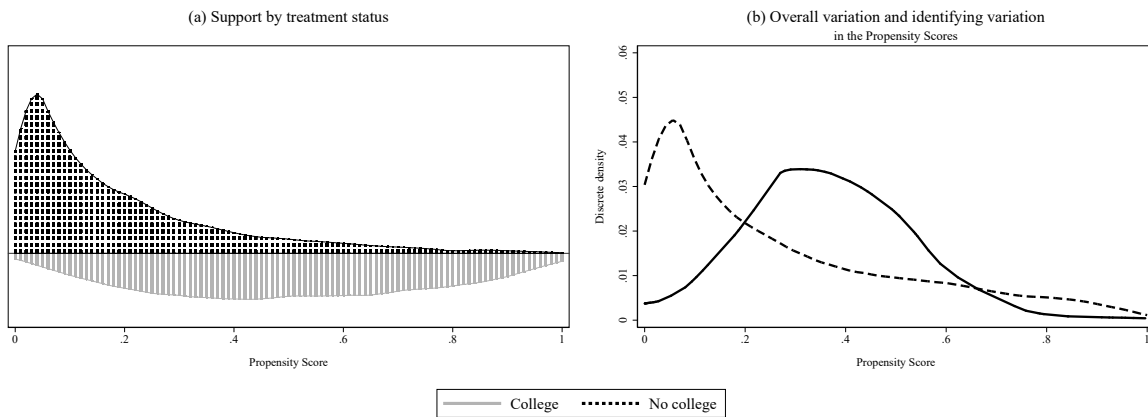 (a) Support by treatment status
0
.2
.4
.6
.8
1
Propensity Score
(b) Overall variation and identifying variation
in the Propensity Scores
Discrete density
.06
.05
.04
.03
.02
.01
0
0
.2
.4
.6
.8
1
Propensity Score
College
No college